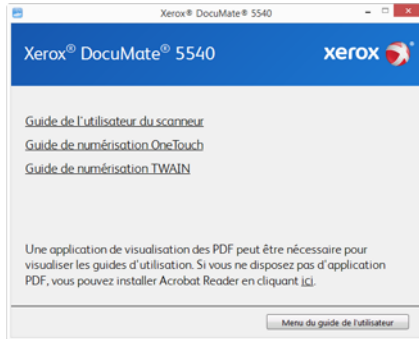 Xerox® DocuMate® 5540
Xerox® DocuMate® 5540
xerox
Guide de l'utilisateur du scanneur
Guide de numérisation OneTouch
Guide de numérisation TWAIN
Une application de visualisation des PDF peut être nécessaire pour
visualiser les guides d'utilisation. Si vous ne disposez pas d'application
PDF, vous pouvez installer Acrobat Reader en cliquant ici.
Menu du guide de l'utilisateur